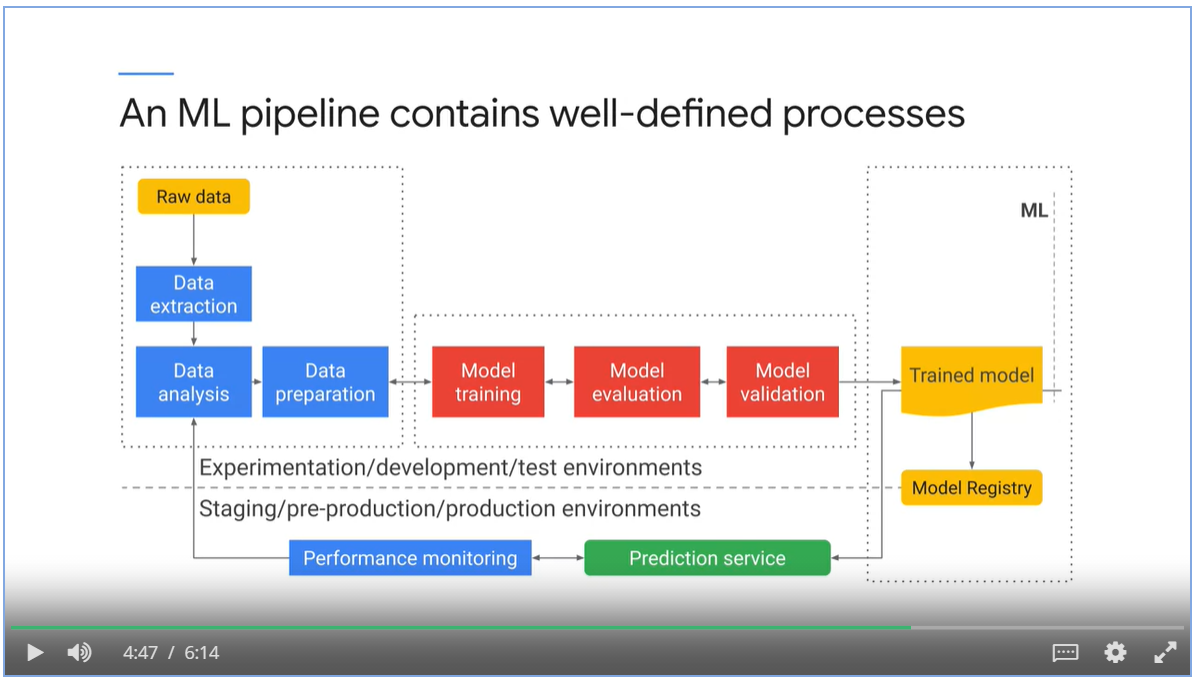 An ML pipeline contains well-defined processes
Raw data
ML
Data
extraction
Data
analysis
Data
preparation
Model
training
Model
evaluation
Model
validation
Trained model
Experimentation/development/test environments
Model Registry
Staging/pre-production/production environments
Performance monitoring
Prediction service
4:47 / 6:14